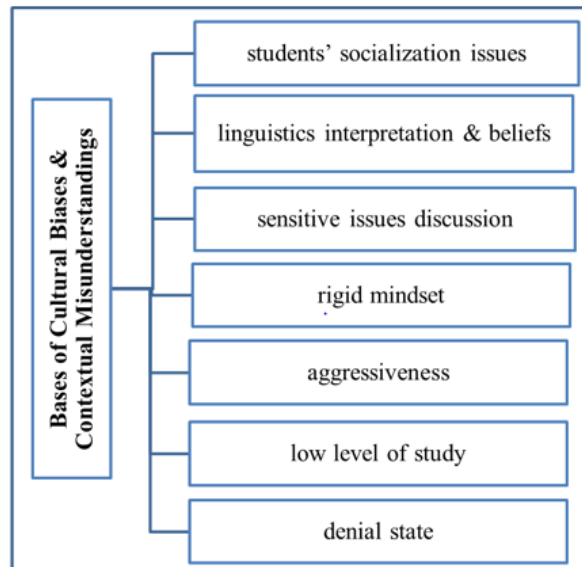 Bases of Cultural Biases &
Contextual Misunderstandings
students’ socialization issues
linguistics interpretation & beliefs
sensitive issues discussion
rigid mindset
aggressiveness
low level of study
denial state